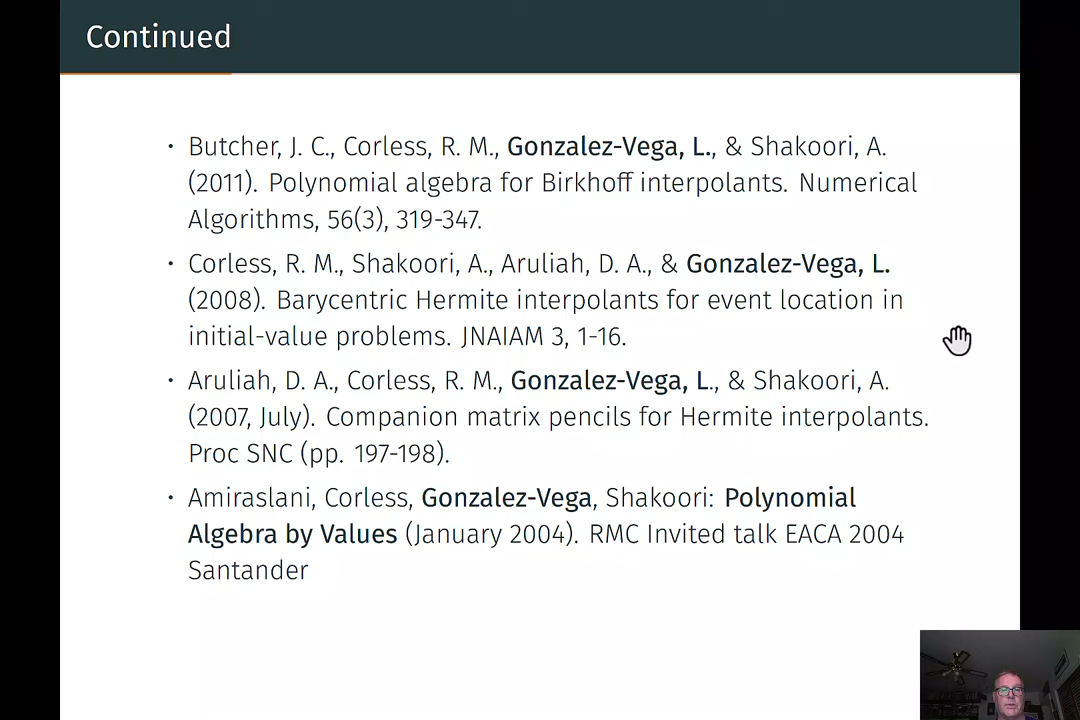 Continued
• Butcher, J. C., Corless, R. M., Gonzalez-Vega, L., & Shakoori, A.
(2011). Polynomial algebra for Birkhoff interpolants. Numerical
Algorithms, 56(3), 319-347.
• Corless, R. M., Shakoori, A., Aruliah, D. A., & Gonzalez-Vega, L.
(2008). Barycentric Hermite interpolants for event location in
initial-value problems. JNAIAM 3, 1-16.
• Aruliah, D. A., Corless, R. M., Gonzalez-Vega, L., & Shakoori, A.
(2007, July). Companion matrix pencils for Hermite interpolants.
Proc SNC (pp. 197-198).
• Amiraslani, Corless, Gonzalez-Vega, Shakoori: Polynomial
Algebra by Values (January 2004). RMC Invited talk EACA 2004
Santander